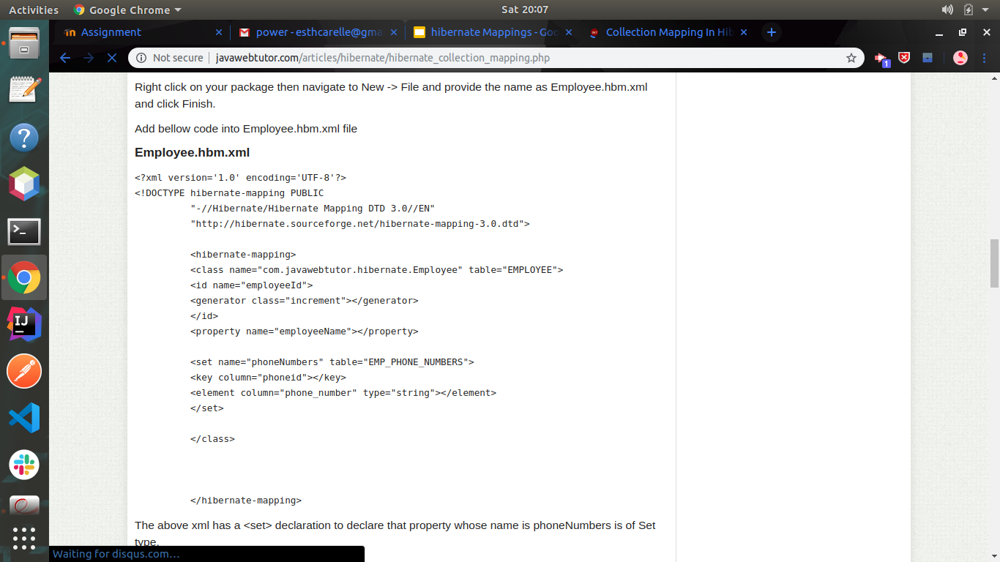 Activities Google Chrome Sat 20:07
Assignment power - esthcarelle@gma hibernate Mappings - Goo Collection Mapping In Hib
Not secure javawebtutor.com/articles/hibernate/hibernate_collection_mapping.php
1
Right click on your package then navigate to New -> File and provide the name as Employee.hbm.xml
and click Finish.
Add bellow code into Employee.hbm.xml file
Employee.hbm.xml
<?xml version='1.0' encoding='UTF-8'?>
<!DOCTYPE hibernate-mapping PUBLIC
"-//Hibernate/Hibernate Mapping DTD 3.0//EN"
"http://hibernate.sourceforge.net/hibernate-mapping-3.0.dtd">
<hibernate-mapping>
<class name="com.javawebtutor.hibernate.Employee" table="EMPLOYEE">
<id name="employeeId">
<generator class="increment"></generator>
</id>
<property name="employeeName"></property>
<set name="phoneNumbers" table="EMP_PHONE_NUMBERS">
<key column="phoneid"></key>
<element column="phone_number" type="string"></element>
</set>
</class>
</hibernate-mapping>
The above xml has a <set> declaration to declare that property whose name is phoneNumbers is of Set
type.
Waiting for disqus.com…
IJ